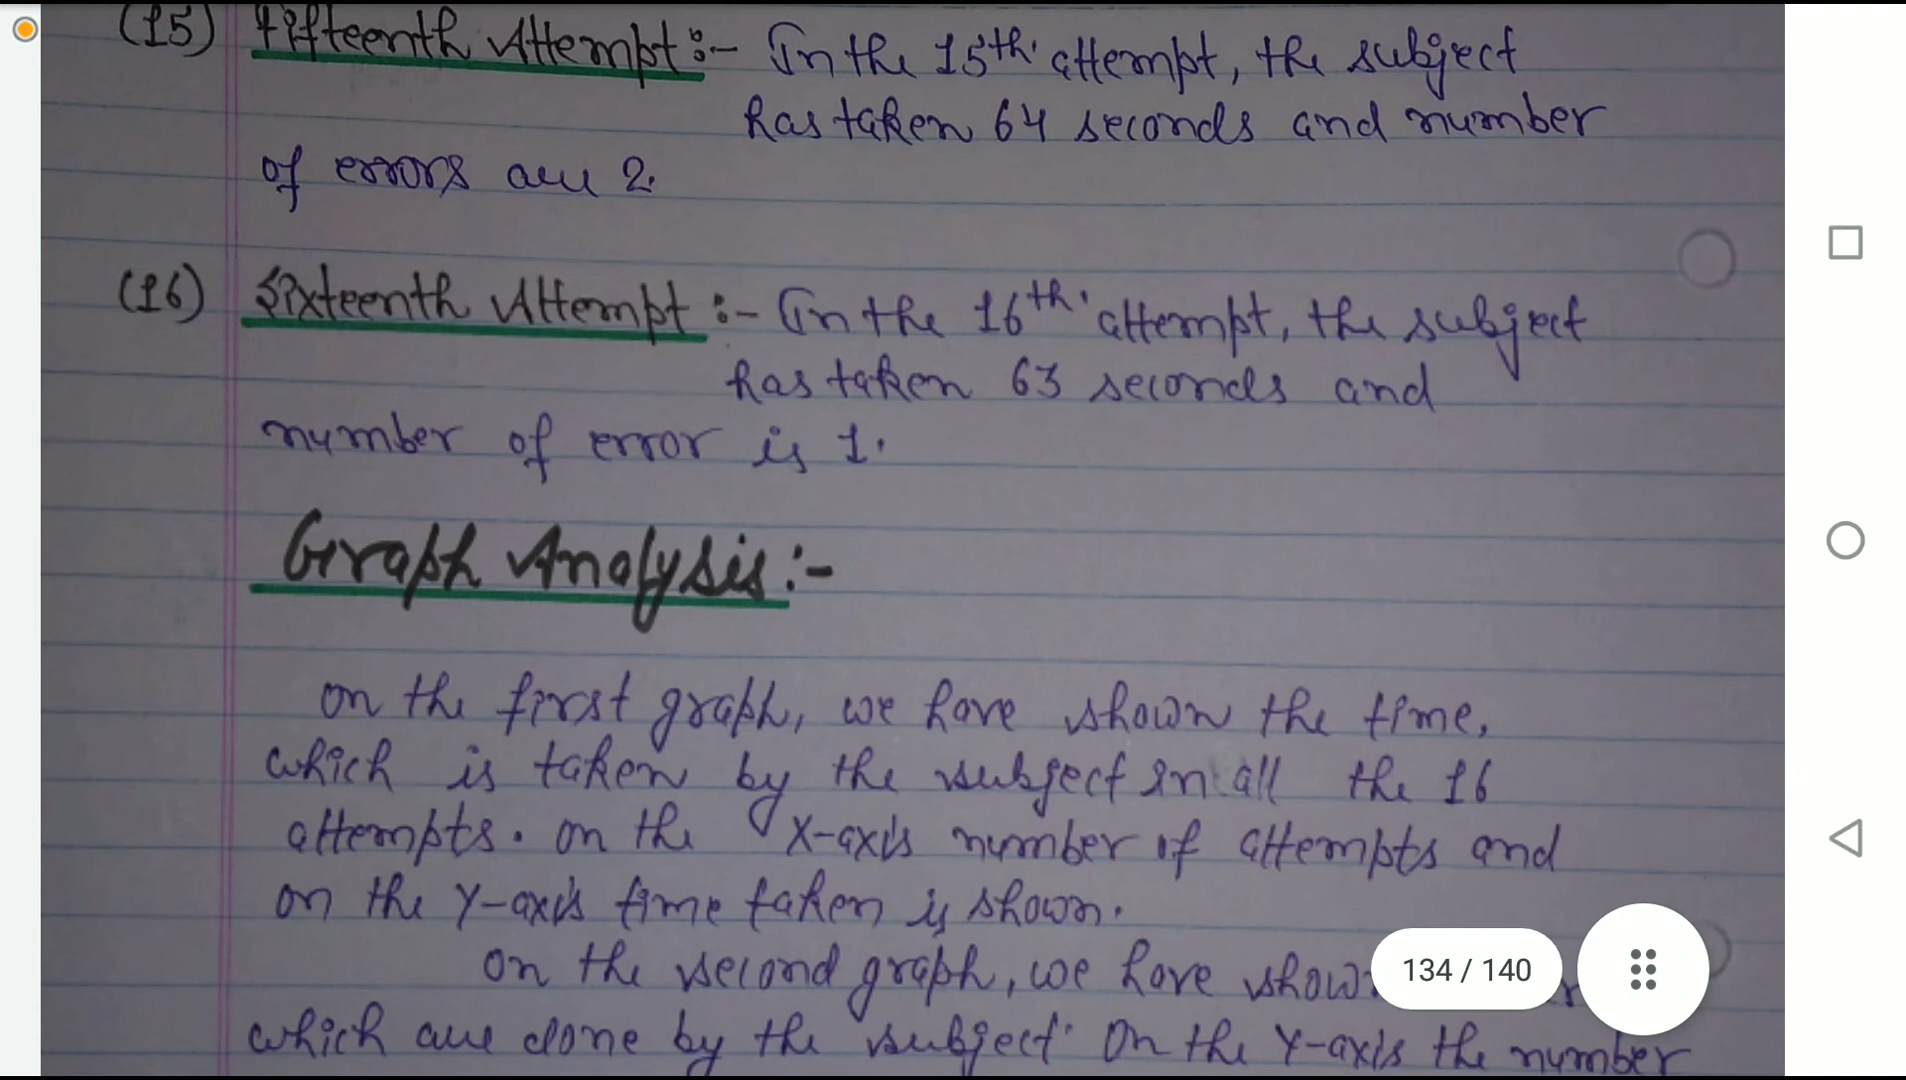 (15) Fifteenth Attempt:- In the 15th attempt, the subject
has taken 64 seconds and number
of errors are 2.
(16) Sixteenth Attempt:- In the 16th attempt, the subject
has taken 63 seconds and
number of error is 1.
Graph Analysis:-
on the first graph, we have shown the time,
which is taken by the subject in all the 16
attempts. on the X-axis number of attempts and
on the Y-axis time taken is shown.
on the second graph, we have show
134 / 140
which are done by the subject. On the Y-axis the number